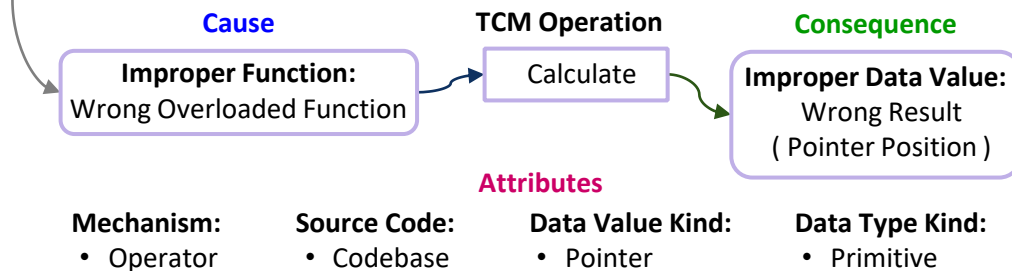 Cause
TCM Operation
Consequence
Improper Function:
Wrong Overloaded Function
Calculate
Improper Data Value:
Wrong Result
( Pointer Position )
Attributes
Mechanism:
• Operator
Source Code:
• Codebase
Data Value Kind:
• Pointer
Data Type Kind:
• Primitive